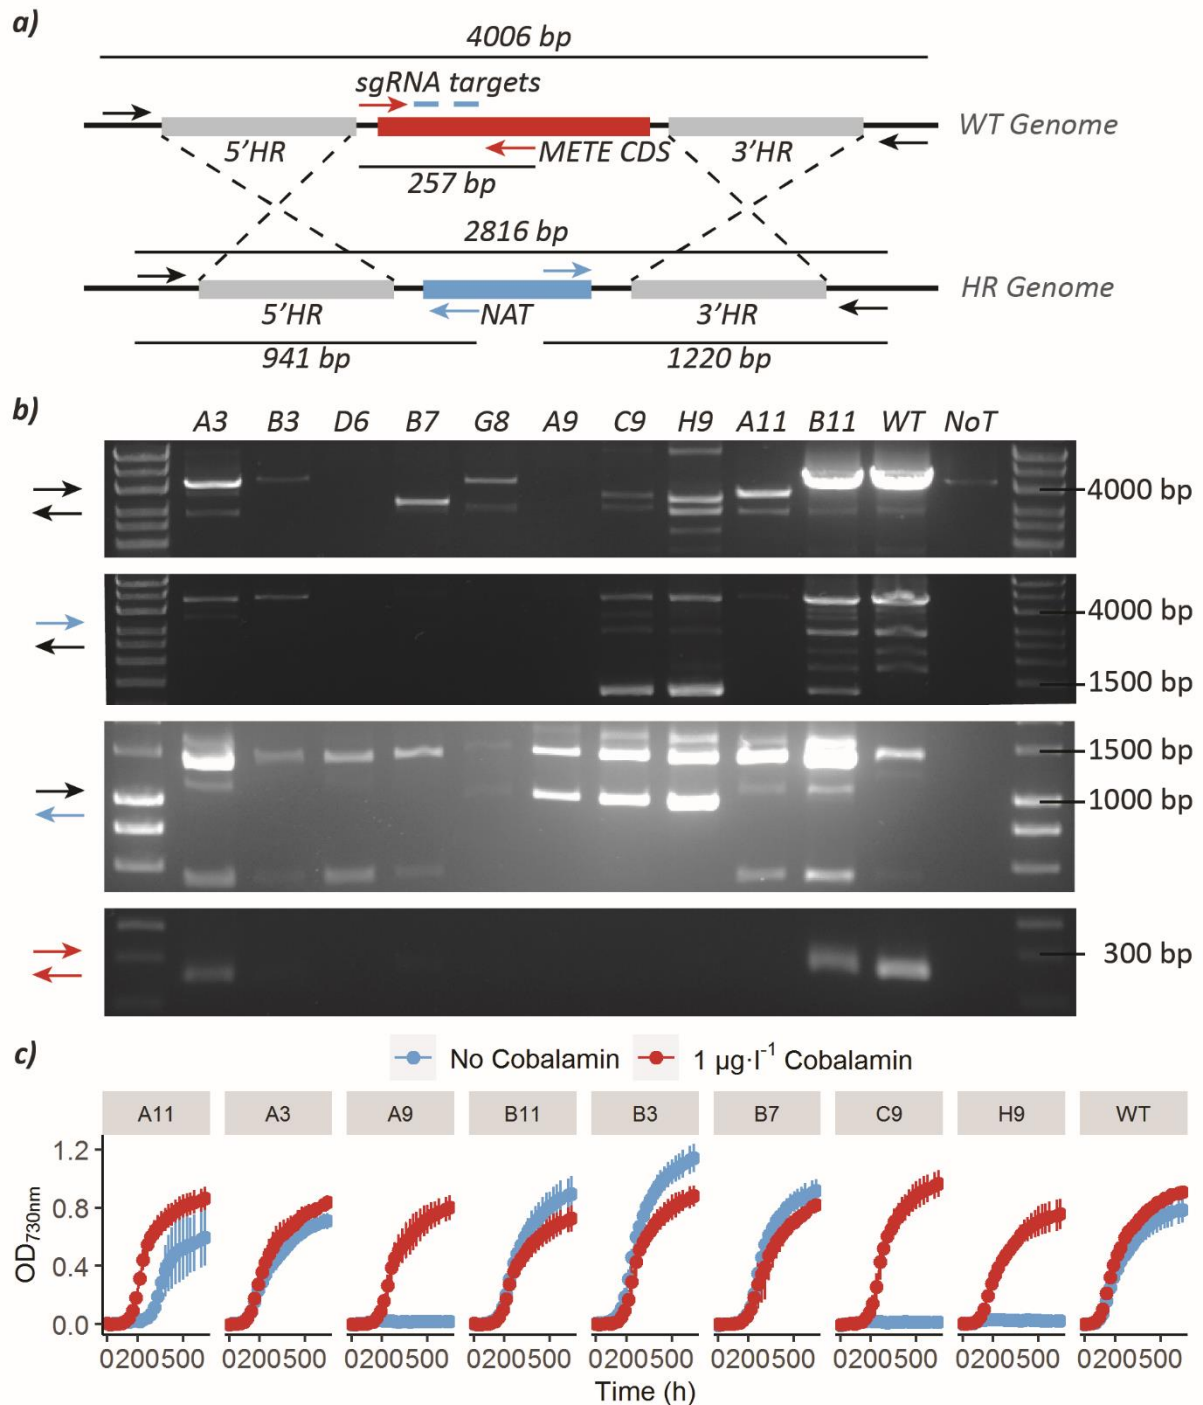 a)
4006 bp
sgRNA targets
WT Genome
5'HR
METE CDS
3'HR
257 bp
2816 bp
HR Genome
5'HR
NAT
3'HR
941 bp
1220 bp
b)
A3 B3 D6 B7 G8 A9 C9 H9 A11 B11 WT NoT
4000 bp
4000 bp
1500 bp
1500 bp
1000 bp
300 bp
c)
No Cobalamin 1 µg·l⁻¹ Cobalamin
A11 A3 A9 B11 B3 B7 C9 H9 WT
1.2
0.8
0.4
0.0
OD730nm
0200500 0200500 0200500 0200500 0200500 0200500 0200500 0200500 0200500
Time (h)